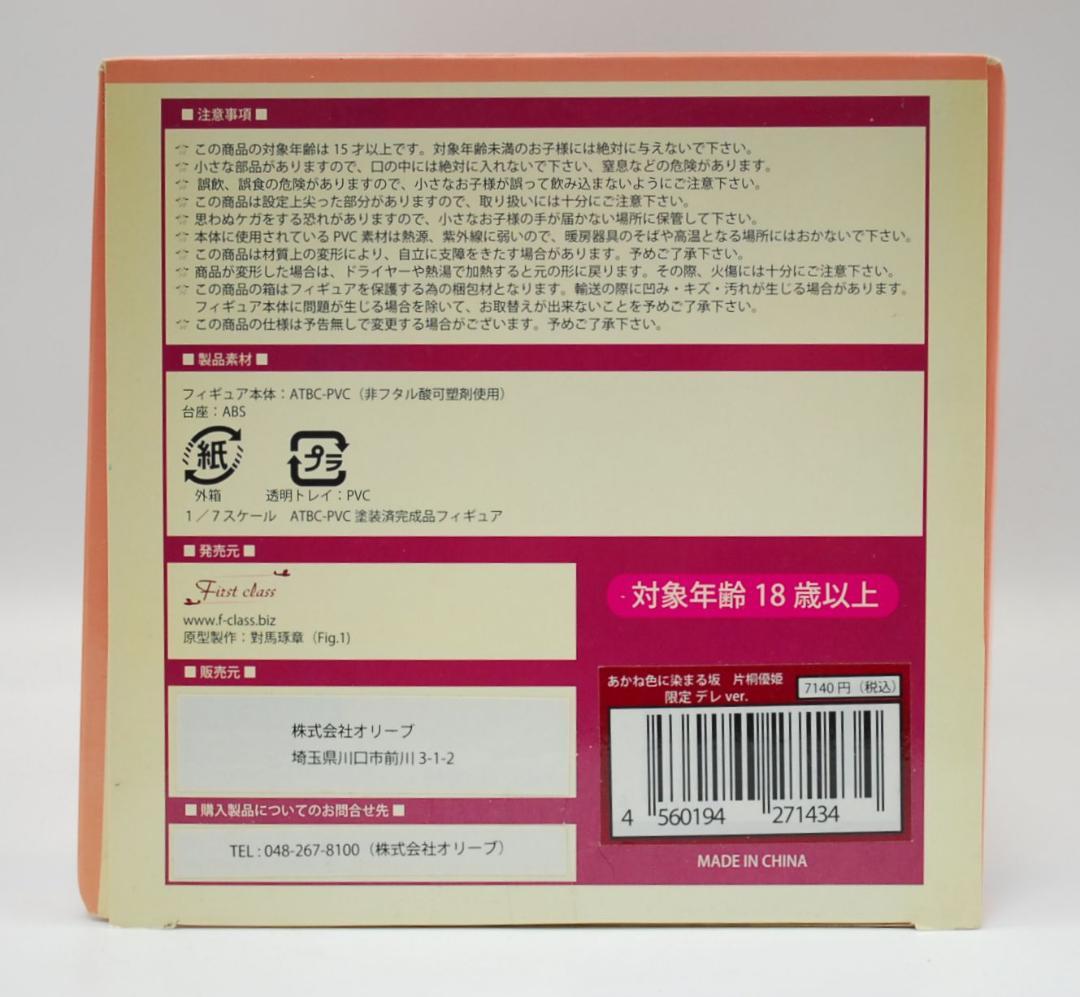 ■ 注意事項 ■
☞ この商品の対象年齢は 15 才以上です。対象年齢未満のお子様には絶対に与えないで下さい。
☞ 小さな部品がありますので、口の中には絶対に入れないで下さい、窒息などの危険があります。
☞ 誤飲、誤食の危険がありますので、小さなお子様が誤って飲み込まないようにご注意下さい。
☞ この商品は設定上尖った部分がありますので、取り扱いには十分にご注意下さい。
☞ 思わぬケガをする恐れがありますので、小さなお子様の手が届かない場所に保管して下さい。
☞ 本体に使用されている PVC 素材は熱源、紫外線に弱いので、暖房器具のそばや高温となる場所にはおかないで下さい。
☞ この商品は材質上の変形により、自立に支障をきたす場合があります。予めご了承下さい。
☞ 商品が変形した場合は、ドライヤーや熱湯で加熱すると元の形に戻ります。その際、火傷には十分にご注意下さい。
☞ この商品の箱はフィギュアを保護する為の梱包材となります。輸送の際に凹み・キズ・汚れが生じる場合があります。
フィギュア本体に問題が生じる場合を除いて、お取替えが出来ないことを予めご了承下さい。
☞ この商品の仕様は予告無しで変更する場合がございます。予めご了承下さい。
■ 製品素材 ■
フィギュア本体：ATBC-PVC（非フタル酸可塑剤使用）
台座：ABS
紙 プラ
外箱 透明トレイ：PVC
1／7スケール ATBC-PVC 塗装済完成品フィギュア
■ 発売元 ■
First class
www.f-class.biz
原型製作：對馬琢章（Fig.1）
■ 販売元 ■
株式会社オリーブ
埼玉県川口市前川 3-1-2
■ 購入製品についてのお問合せ先 ■
TEL : 048-267-8100（株式会社オリーブ）
対象年齢 18 歳以上
あかね色に染まる坂 片桐優姫
限定 デレ ver.
7140 円（税込）
4 560194 271434
MADE IN CHINA